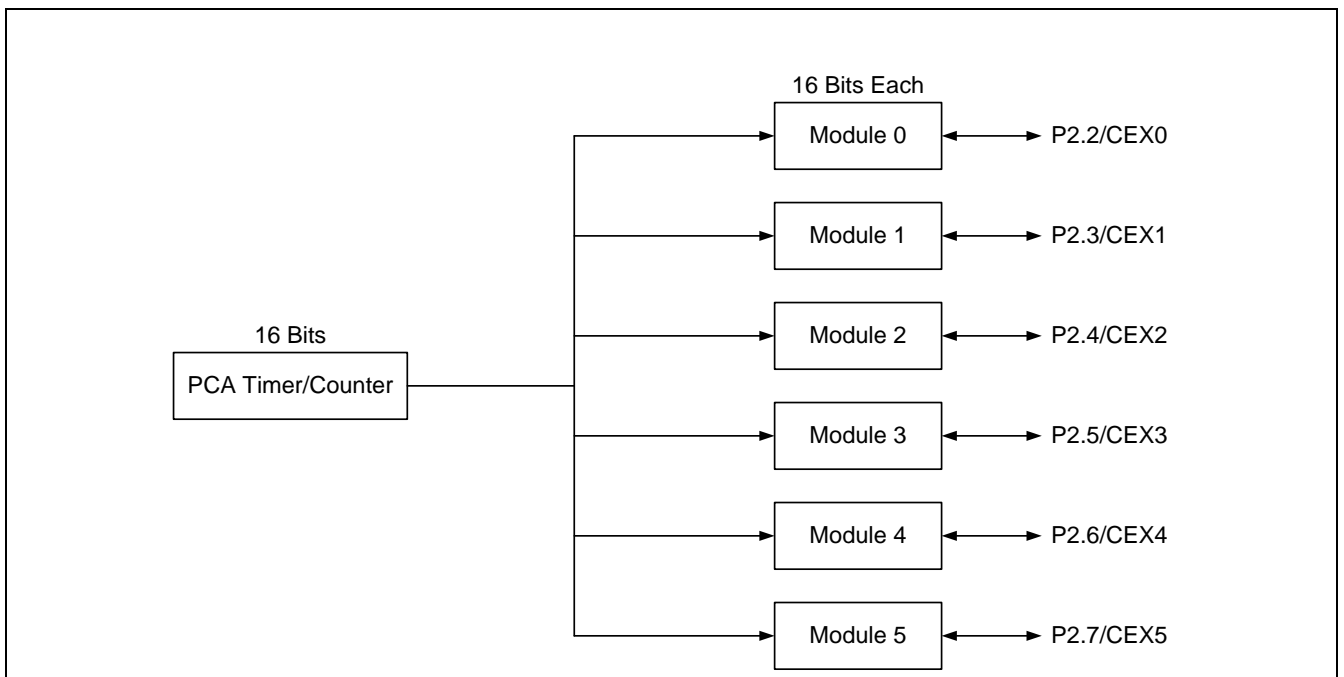 16 Bits Each
Module 0
P2.2/CEX0
Module 1
P2.3/CEX1
Module 2
P2.4/CEX2
16 Bits
PCA Timer/Counter
Module 3
P2.5/CEX3
Module 4
P2.6/CEX4
Module 5
P2.7/CEX5